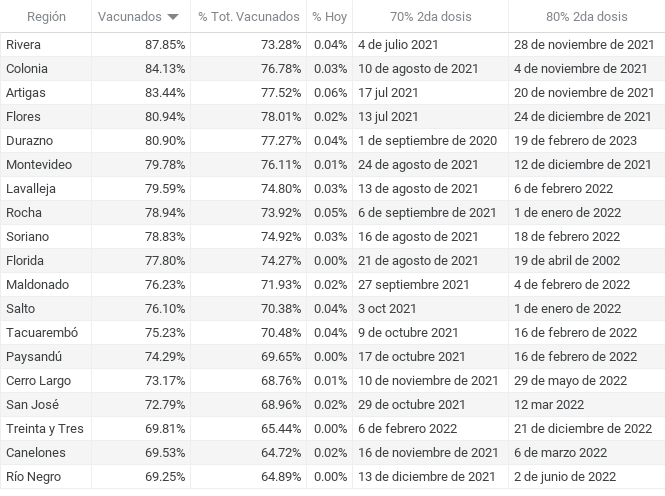 Región Vacunados % Tot. Vacunados % Hoy 70% 2da dosis 80% 2da dosis
Rivera 87.85% 73.28% 0.04% 4 de julio 2021 28 de noviembre de 2021
Colonia 84.13% 76.78% 0.03% 10 de agosto de 2021 4 de noviembre de 2021
Artigas 83.44% 77.52% 0.06% 17 jul 2021 20 de noviembre de 2021
Flores 80.94% 78.01% 0.02% 13 jul 2021 24 de diciembre de 2021
Durazno 80.90% 77.27% 0.04% 1 de septiembre de 2020 19 de febrero de 2023
Montevideo 79.78% 76.11% 0.01% 24 de agosto de 2021 12 de diciembre de 2021
Lavalleja 79.59% 74.80% 0.03% 13 de agosto de 2021 6 de febrero 2022
Rocha 78.94% 73.92% 0.05% 6 de septiembre de 2021 1 de enero de 2022
Soriano 78.83% 74.92% 0.03% 16 de agosto de 2021 18 de febrero 2022
Florida 77.80% 74.27% 0.00% 21 de agosto de 2021 19 de abril de 2002
Maldonado 76.23% 71.93% 0.02% 27 septiembre 2021 4 de febrero de 2022
Salto 76.10% 70.38% 0.04% 3 oct 2021 1 de enero de 2022
Tacuarembó 75.23% 70.48% 0.04% 9 de octubre 2021 16 de febrero de 2022
Paysandú 74.29% 69.65% 0.00% 17 de octubre 2021 16 de febrero de 2022
Cerro Largo 73.17% 68.76% 0.01% 10 de noviembre de 2021 29 de mayo de 2022
San José 72.79% 68.96% 0.02% 29 de octubre 2021 12 mar 2022
Treinta y Tres 69.81% 65.44% 0.00% 6 de febrero 2022 21 de diciembre de 2022
Canelones 69.53% 64.72% 0.02% 16 de noviembre de 2021 6 de marzo 2022
Río Negro 69.25% 64.89% 0.00% 13 de diciembre de 2021 2 de junio de 2022